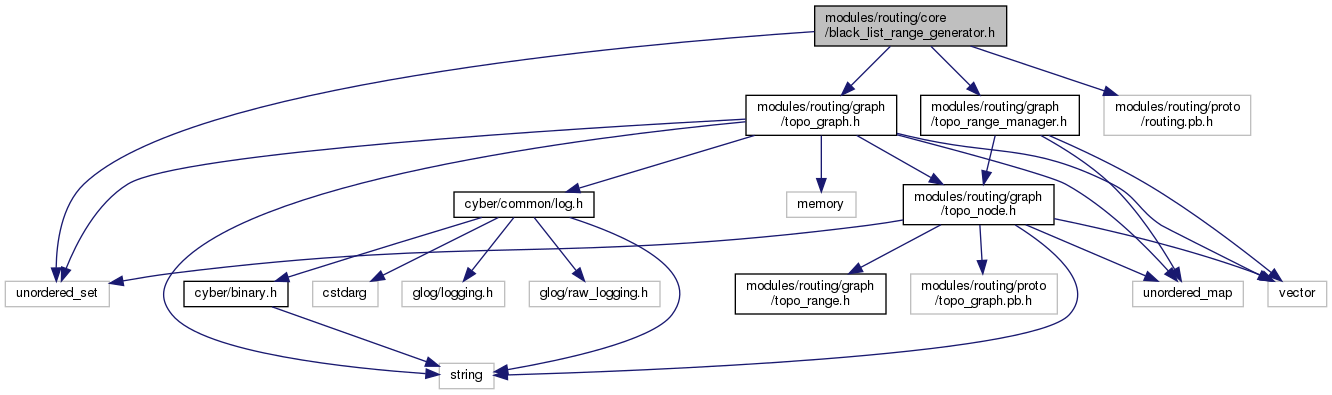 modules/routing/core
/black_list_range_generator.h
modules/routing/graph
/topo_graph.h
modules/routing/graph
/topo_range_manager.h
modules/routing/proto
/routing.pb.h
cyber/common/log.h
memory
modules/routing/graph
/topo_node.h
unordered_set
cyber/binary.h
cstdarg
glog/logging.h
glog/raw_logging.h
modules/routing/graph
/topo_range.h
modules/routing/proto
/topo_graph.pb.h
unordered_map
vector
string